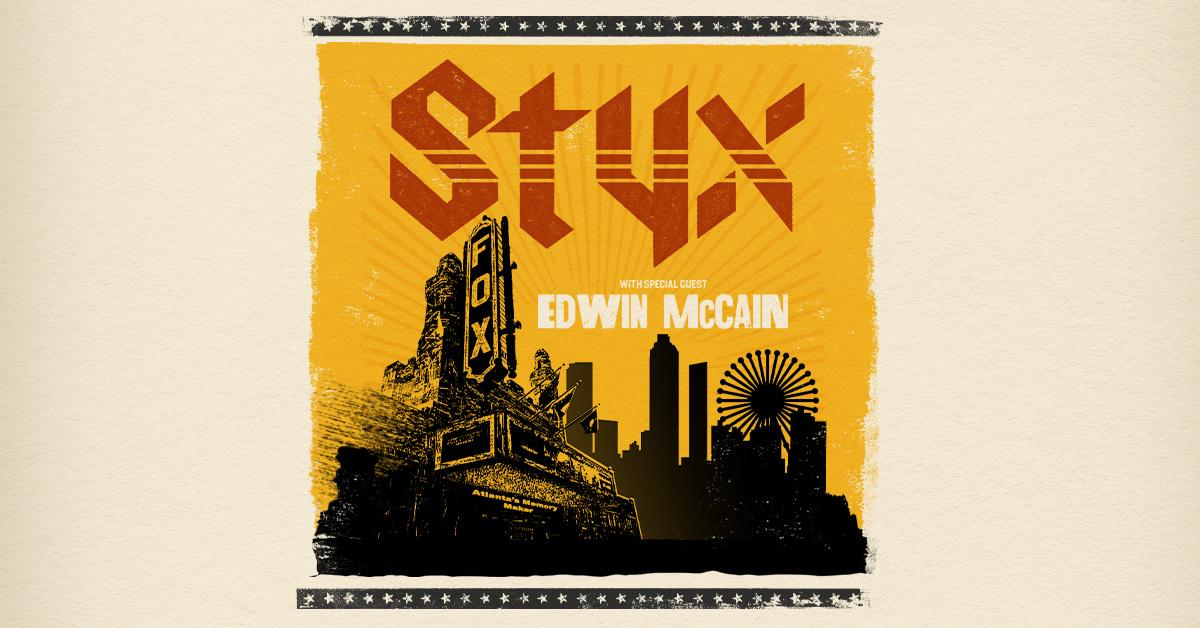 Styx
WITH SPECIAL GUEST
EDWIN McCAIN
FOX
Atlanta's Memory
Maker